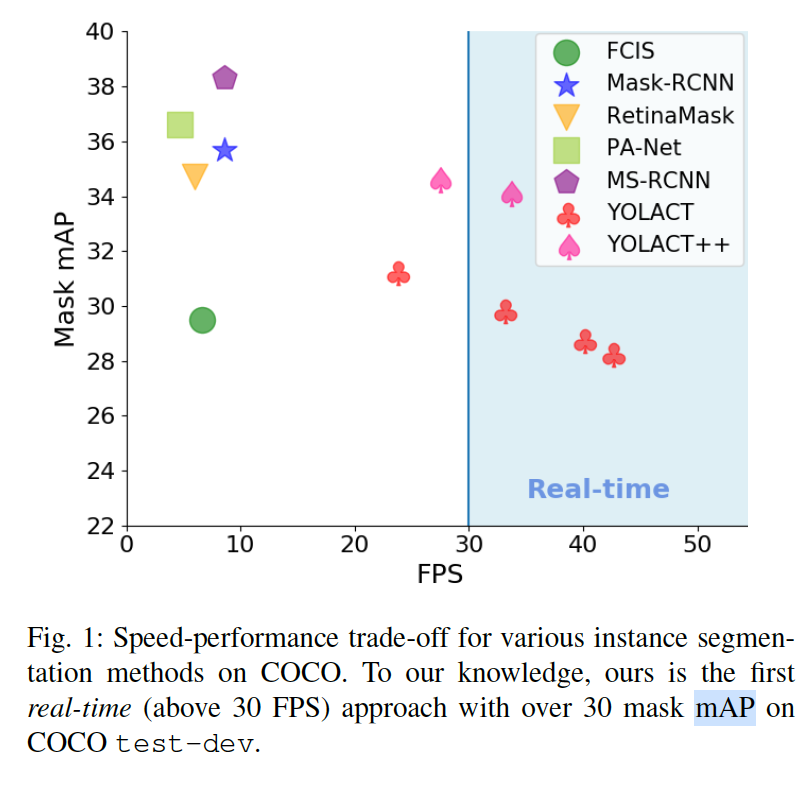 40
38
36
34
32
30
28
26
24
22
Mask mAP
FCIS
Mask-RCNN
RetinaMask
PA-Net
MS-RCNN
YOLACT
YOLACT++
Real-time
0 10 20 30 40 50
FPS
Fig. 1: Speed-performance trade-off for various instance segmen-
tation methods on COCO. To our knowledge, ours is the first
real-time (above 30 FPS) approach with over 30 mask mAP on
COCO test-dev.